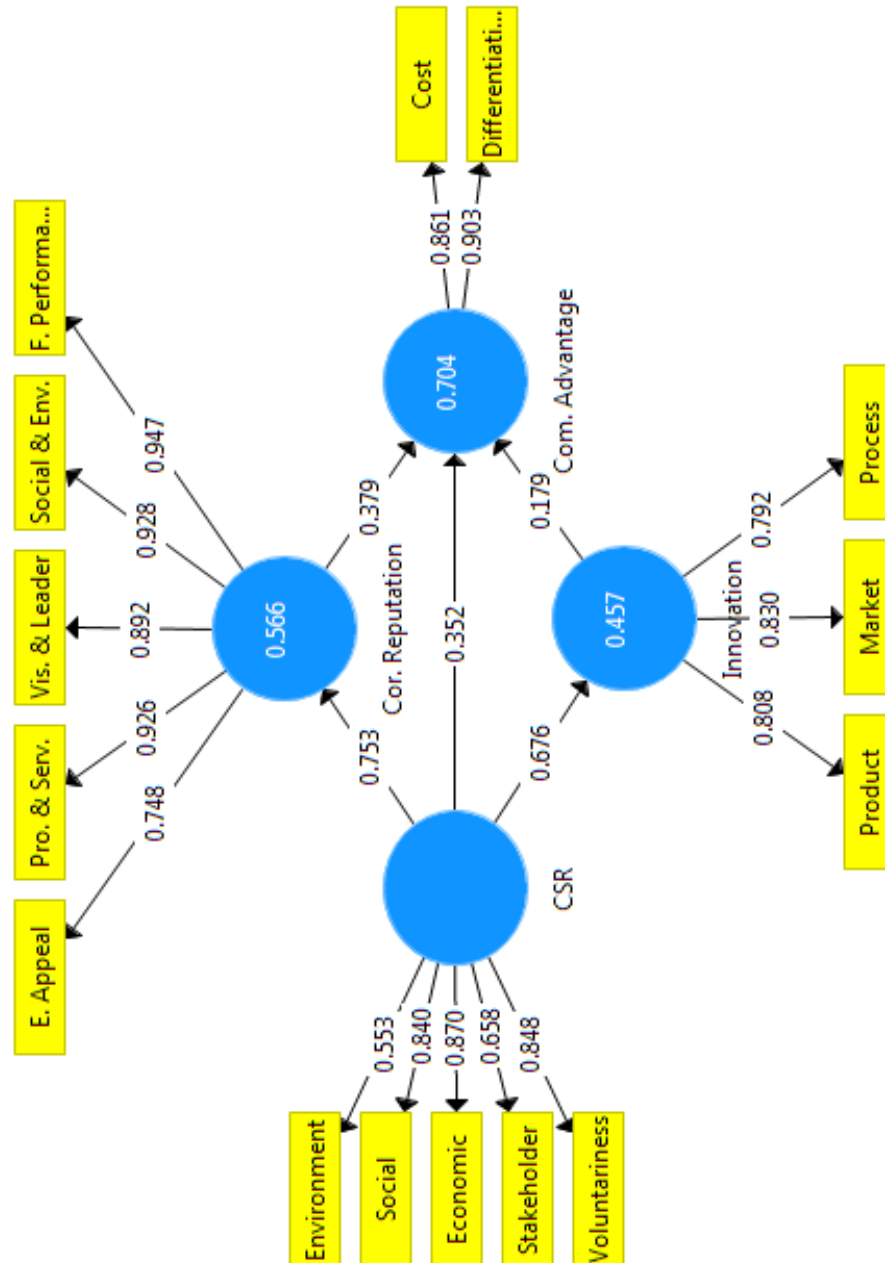 E. Appeal
Pro. & Serv.
Vis. & Leader
Social & Env.
F. Performa...
0.748
0.926
0.892
0.928
0.947
0.566
Cor. Reputation
0.753
0.379
Environment
Social
Economic
Stakeholder
Voluntariness
0.553
0.840
0.870
0.658
0.848
CSR
0.352
0.704
Com. Advantage
0.861
0.903
Cost
Differentiati...
0.676
0.179
0.457
Innovation
0.808
0.830
0.792
Product
Market
Process